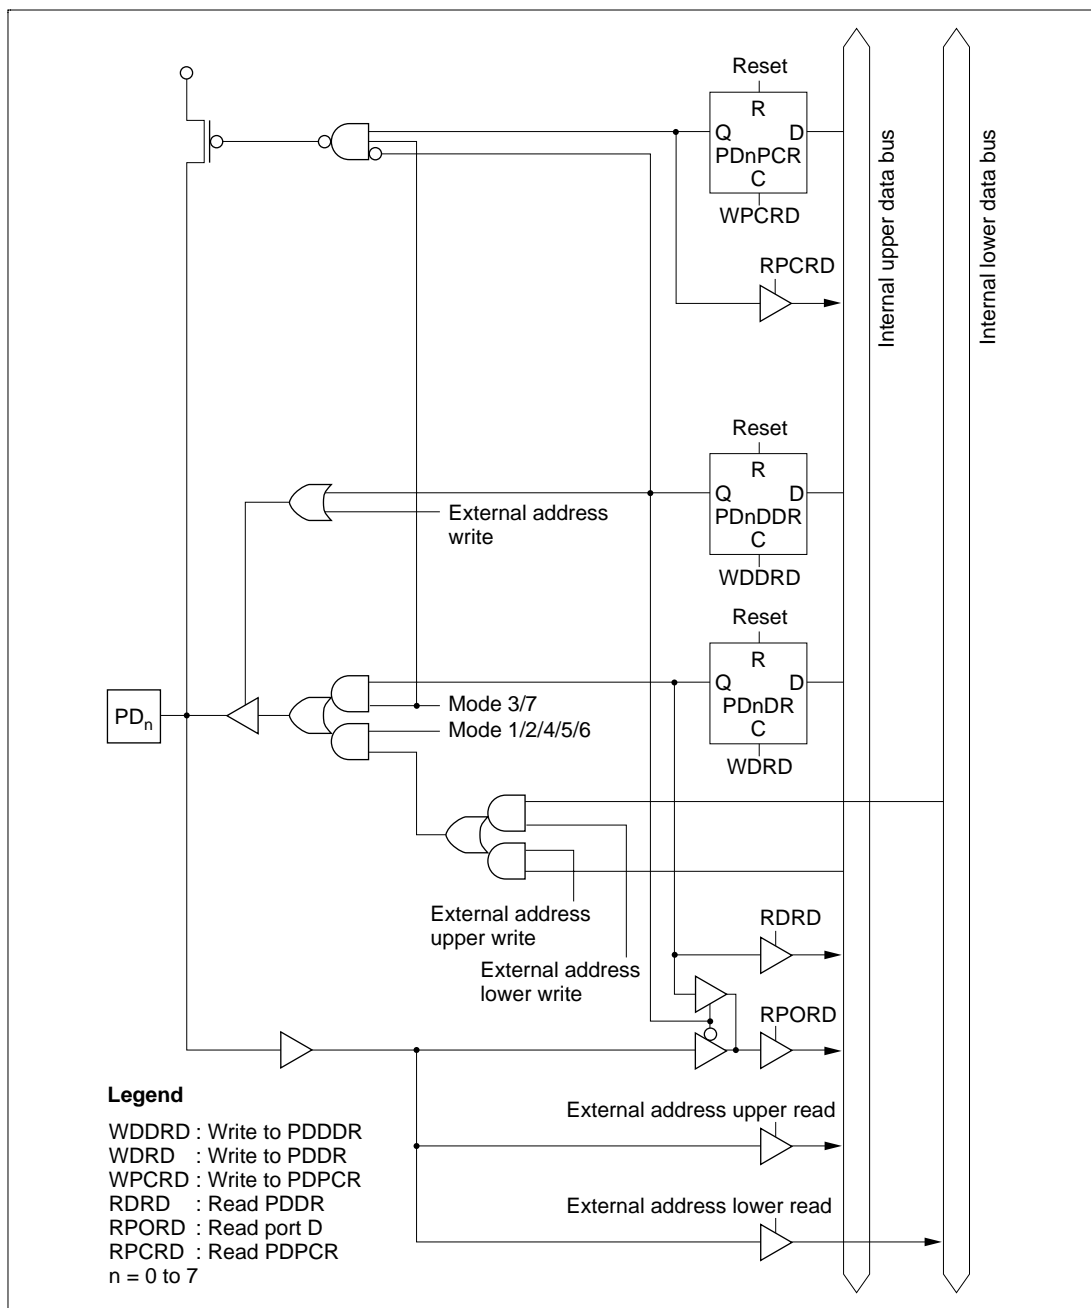 Reset
R
Q D
PDnPCR
C
WPCRD
RPCRD
Internal upper data bus
Internal lower data bus
Reset
R
Q D
PDnDDR
C
WDDRD
External address
write
Reset
R
Q D
PDnDR
C
WDRD
PDn
Mode 3/7
Mode 1/2/4/5/6
External address
upper write
External address
lower write
RDRD
RPORD
External address upper read
External address lower read
Legend
WDDRD : Write to PDDDR
WDRD : Write to PDDR
WPCRD : Write to PDPCR
RDRD : Read PDDR
RPORD : Read port D
RPCRD : Read PDPCR
n = 0 to 7